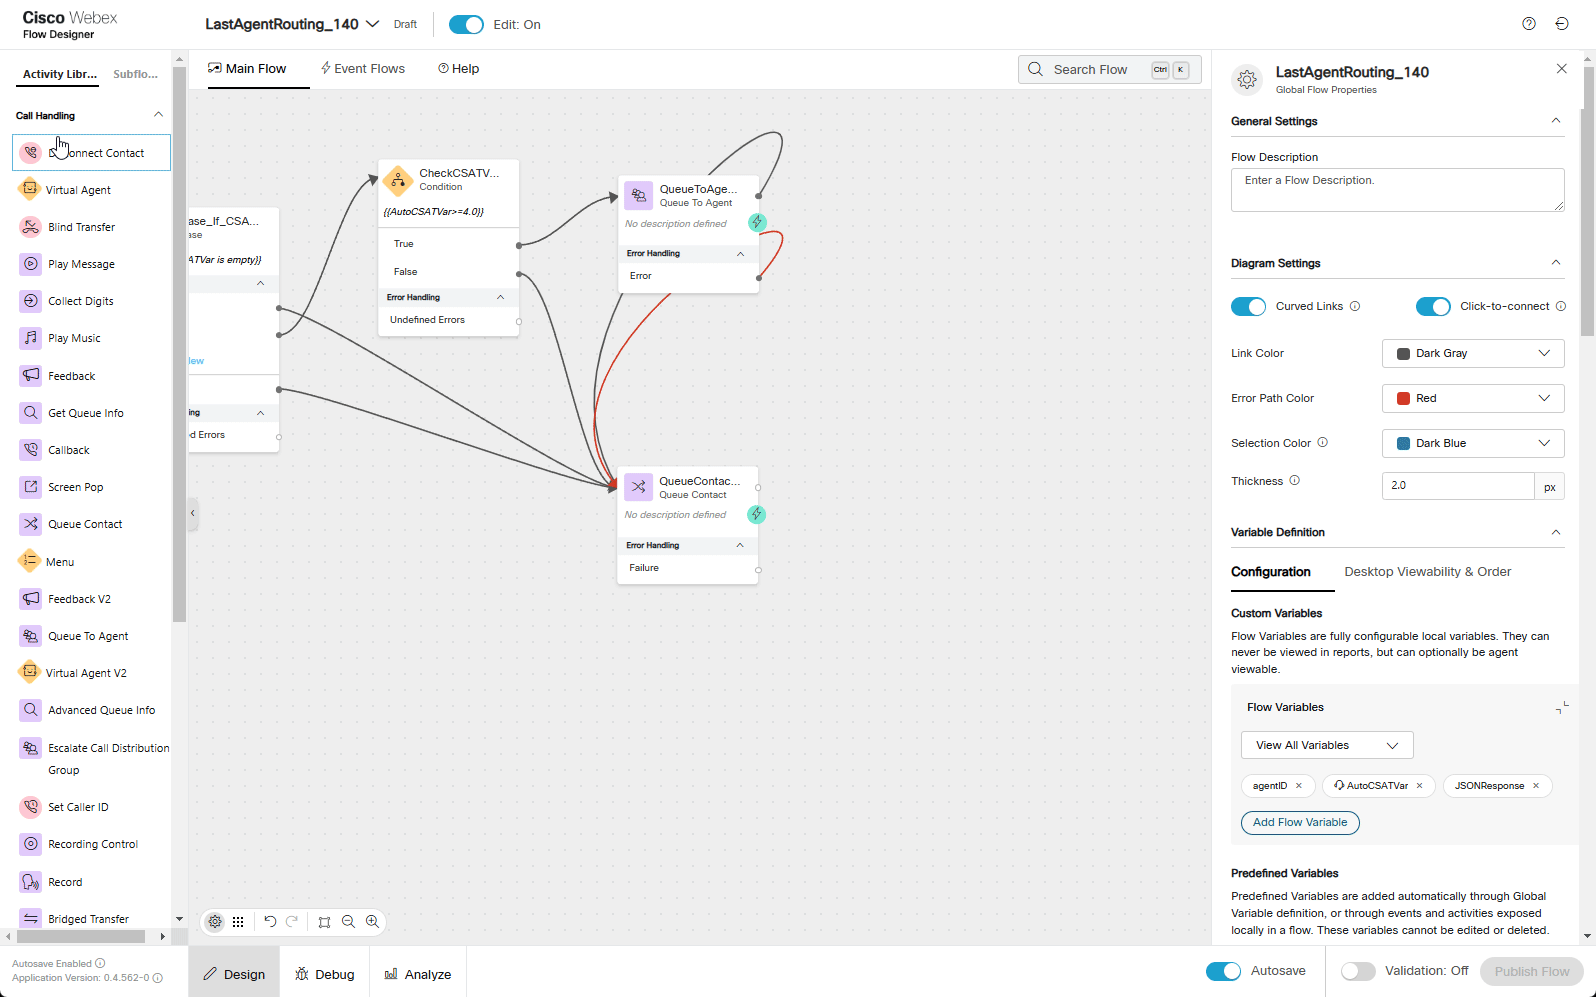 Cisco Webex
Flow Designer
LastAgentRouting_140
Draft
Edit: On
Activity Libr...
Subflo...
Main Flow
Event Flows
Help
Search Flow
Ctrl
K
Call Handling
Connect Contact
Virtual Agent
Blind Transfer
Play Message
Collect Digits
Play Music
Feedback
Get Queue Info
Callback
Screen Pop
Queue Contact
Menu
Feedback V2
Queue To Agent
Virtual Agent V2
Advanced Queue Info
Escalate Call Distribution
Group
Set Caller ID
Recording Control
Record
Bridged Transfer
Autosave Enabled
Application Version: 0.4.562-0
ase_If_CSA...
ase
ATVar is empty}}
iew
ing
d Errors
CheckCSATV...
Condition
{{AutoCSATVar>=4.0}}
True
False
Error Handling
Undefined Errors
QueueToAge...
Queue To Agent
No description defined
Error Handling
Error
QueueContac...
Queue Contact
No description defined
Error Handling
Failure
LastAgentRouting_140
Global Flow Properties
General Settings
Flow Description
Enter a Flow Description.
Diagram Settings
Curved Links
Click-to-connect
Link Color
Dark Gray
Error Path Color
Red
Selection Color
Dark Blue
Thickness
2.0
px
Variable Definition
Configuration
Desktop Viewability & Order
Custom Variables
Flow Variables are fully configurable local variables. They can
never be viewed in reports, but can optionally be agent
viewable.
Flow Variables
View All Variables
agentID
AutoCSATVar
JSONResponse
Add Flow Variable
Predefined Variables
Predefined Variables are added automatically through Global
Variable definition, or through events and activities exposed
locally in a flow. These variables cannot be edited or deleted.
Design
Debug
Analyze
Autosave
Validation: Off
Publish Flow